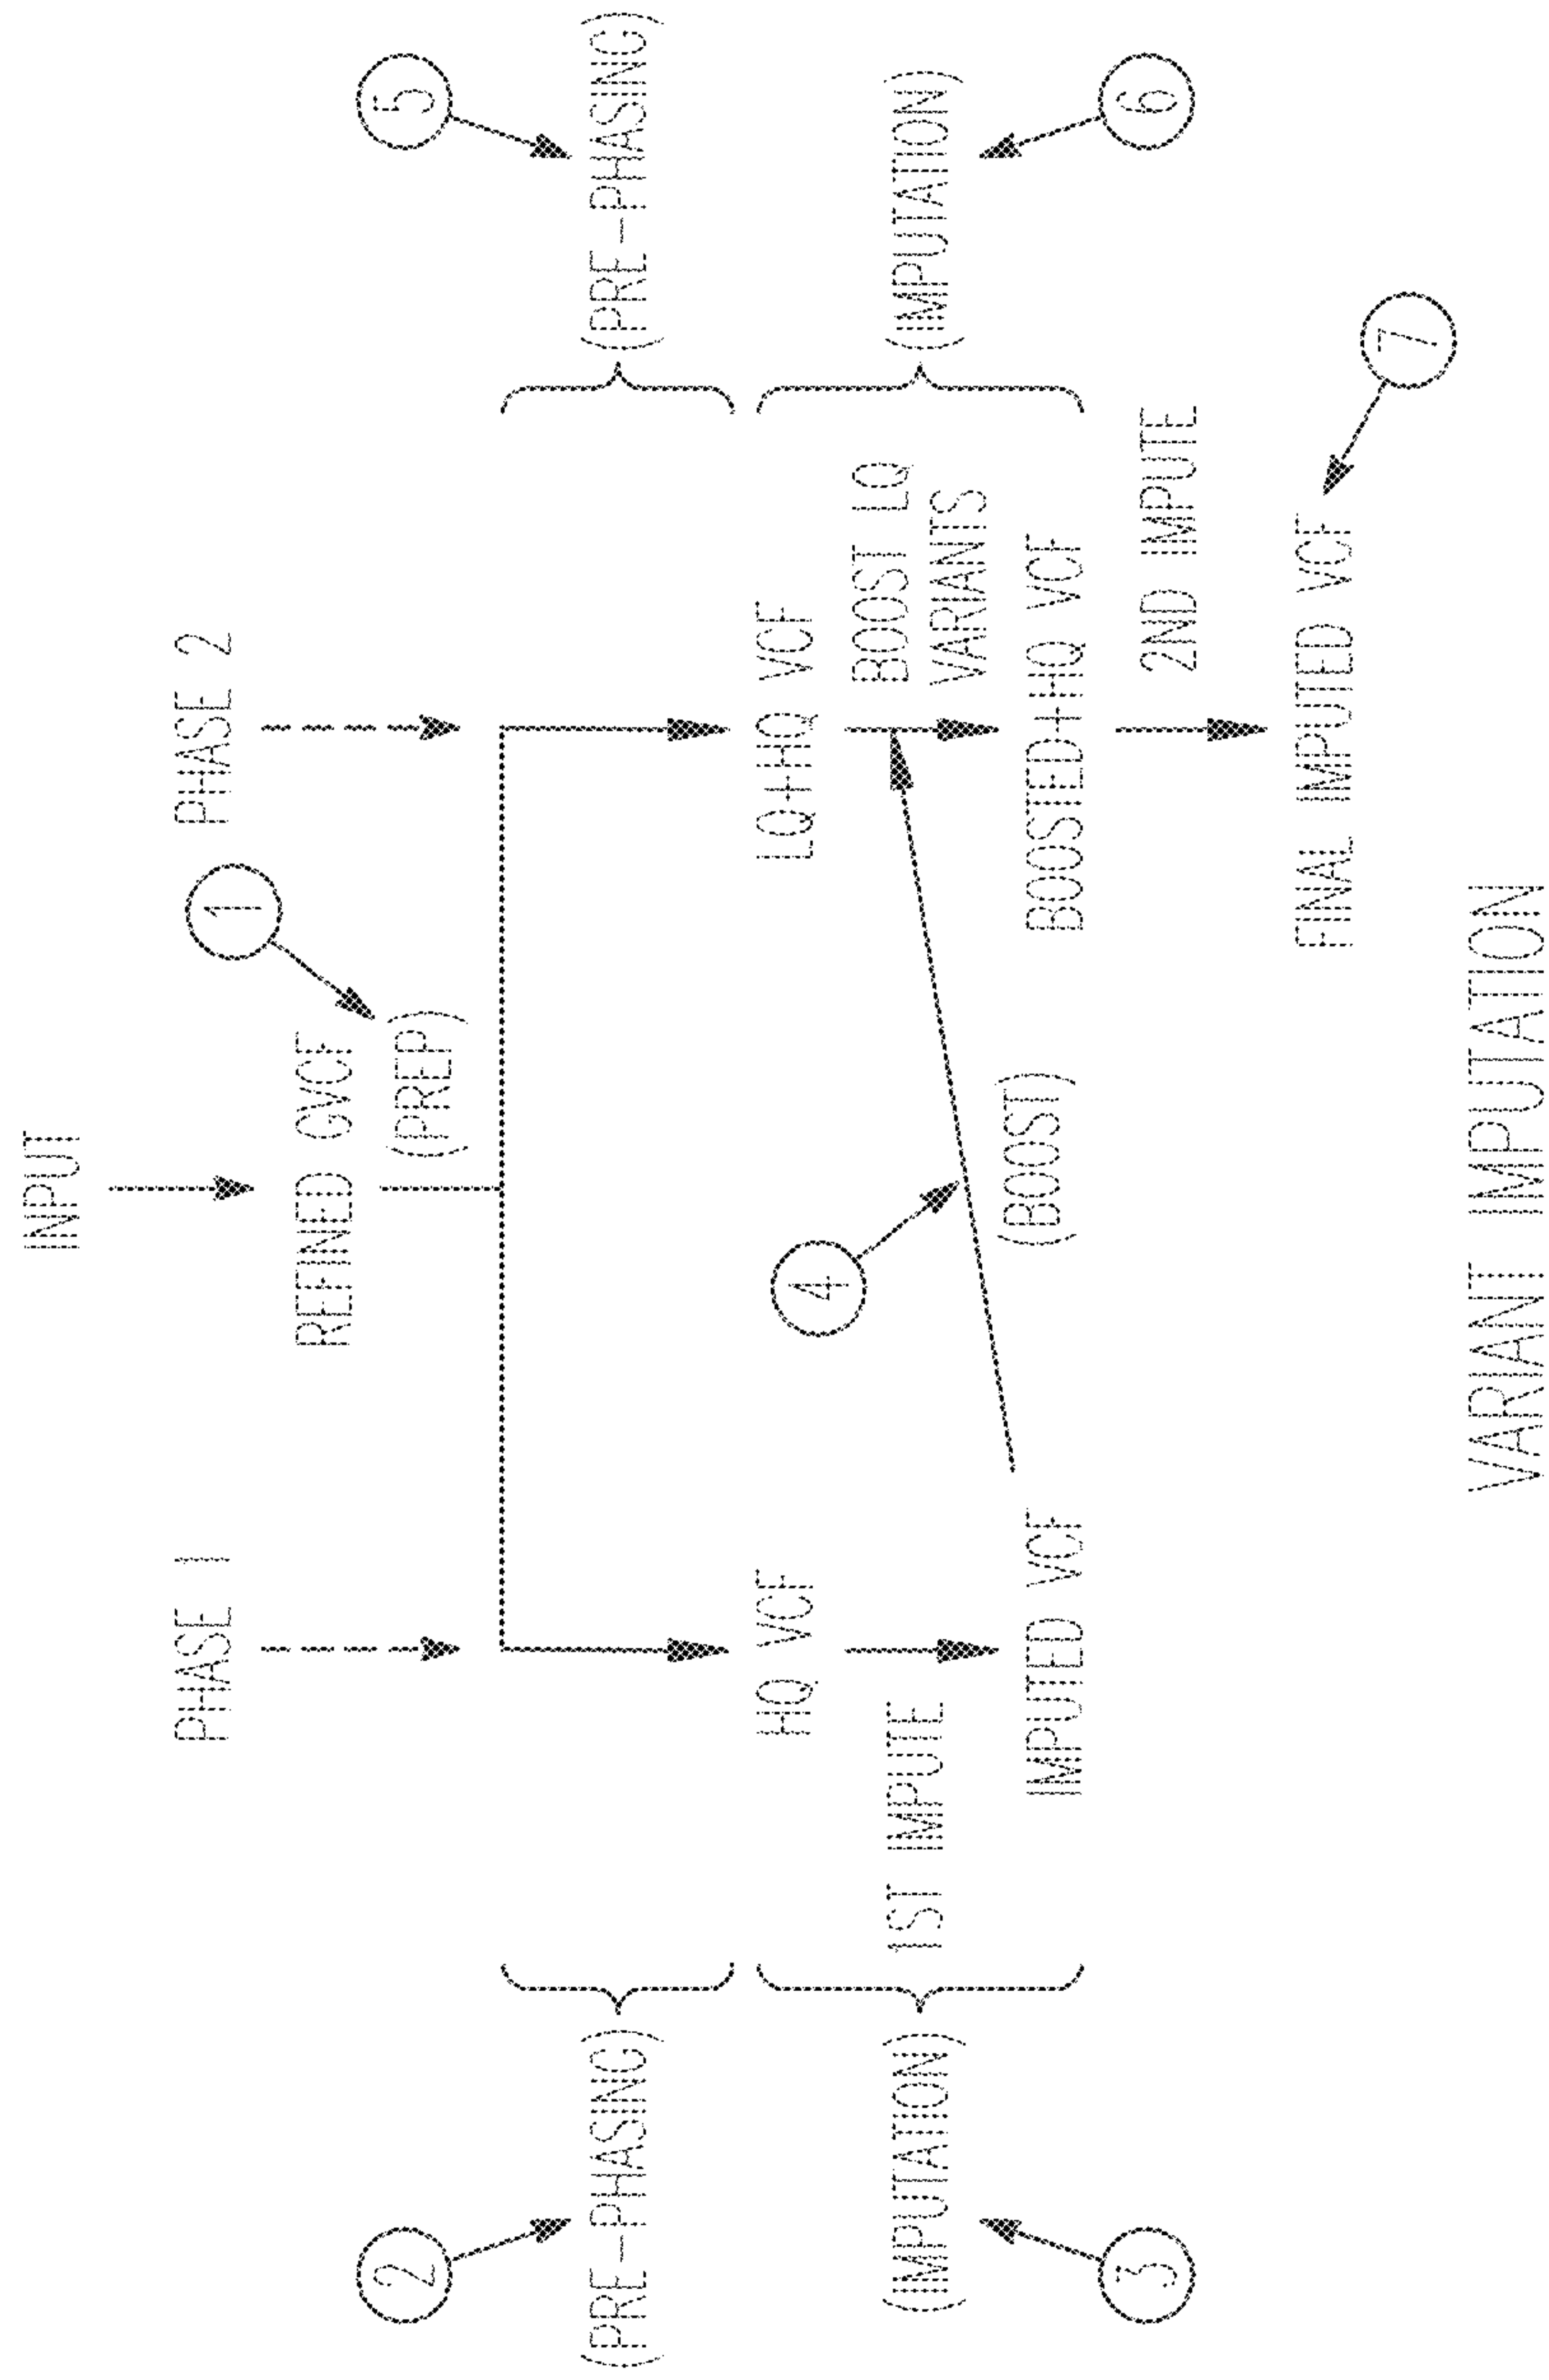 INPUT
PHASE 1
PHASE 2
1
REFINED GVCF
(PREP)
2
5
(PRE-PHASING)
(PRE-PHASING)
HQ VCF
LQ+HQ VCF
4
1ST IMPUTE
BOOST LQ
VARIANTS
(IMPUTATION)
(IMPUTATION)
(BOOST)
IMPUTED VCF
BOOSTED+HQ VCF
3
6
2ND IMPUTE
FINAL IMPUTED VCF
7
VARIANT IMPUTATION